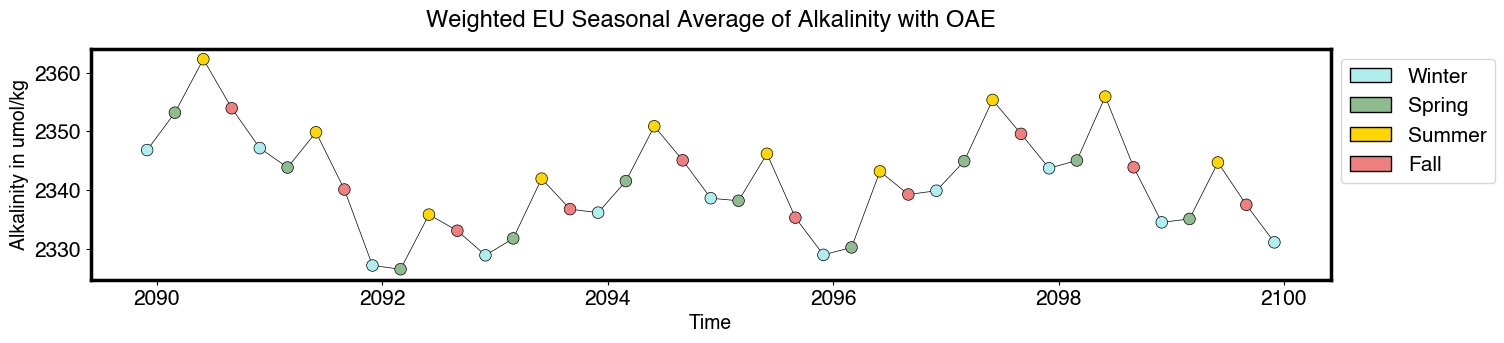 Weighted EU Seasonal Average of Alkalinity with OAE
Alkalinity in umol/kg
2360
2350
2340
2330
2090
2092
2094
2096
2098
2100
Time
Winter
Spring
Summer
Fall